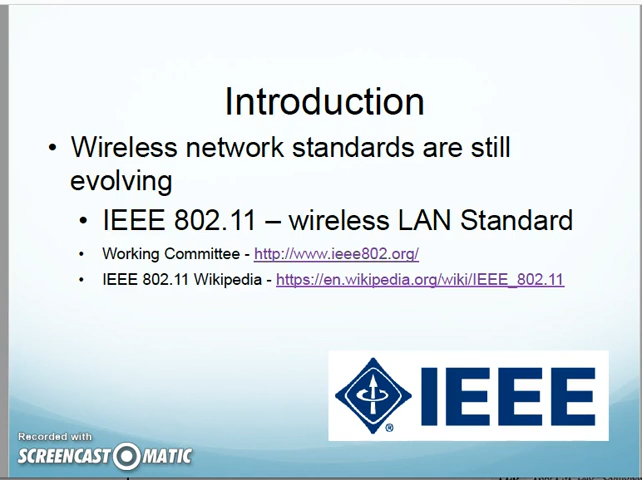 Introduction
• Wireless network standards are still
evolving
• IEEE 802.11 – wireless LAN Standard
• Working Committee - http://www.ieee802.org/
• IEEE 802.11 Wikipedia - https://en.wikipedia.org/wiki/IEEE_802.11
IEEE
®
Recorded with
SCREENCAST MATIC